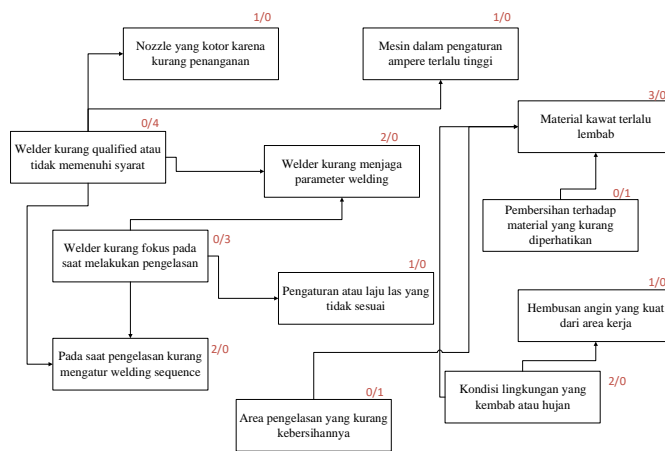 1/0
Nozzle yang kotor karena
kurang penanganan
1/0
Mesin dalam pengaturan
ampere terlalu tinggi
3/0
Material kawat terlalu
lembab
0/4
Welder kurang qualified atau
tidak memenuhi syarat
2/0
Welder kurang menjaga
parameter welding
0/1
Pembersihan terhadap
material yang kurang
diperhatikan
0/3
Welder kurang fokus pada
saat melakukan pengelasan
1/0
Pengaturan atau laju las yang
tidak sesuai
1/0
Hembusan angin yang kuat
dari area kerja
2/0
Pada saat pengelasan kurang
mengatur welding sequence
0/1
Area pengelasan yang kurang
kebersihannya
2/0
Kondisi lingkungan yang
kembab atau hujan